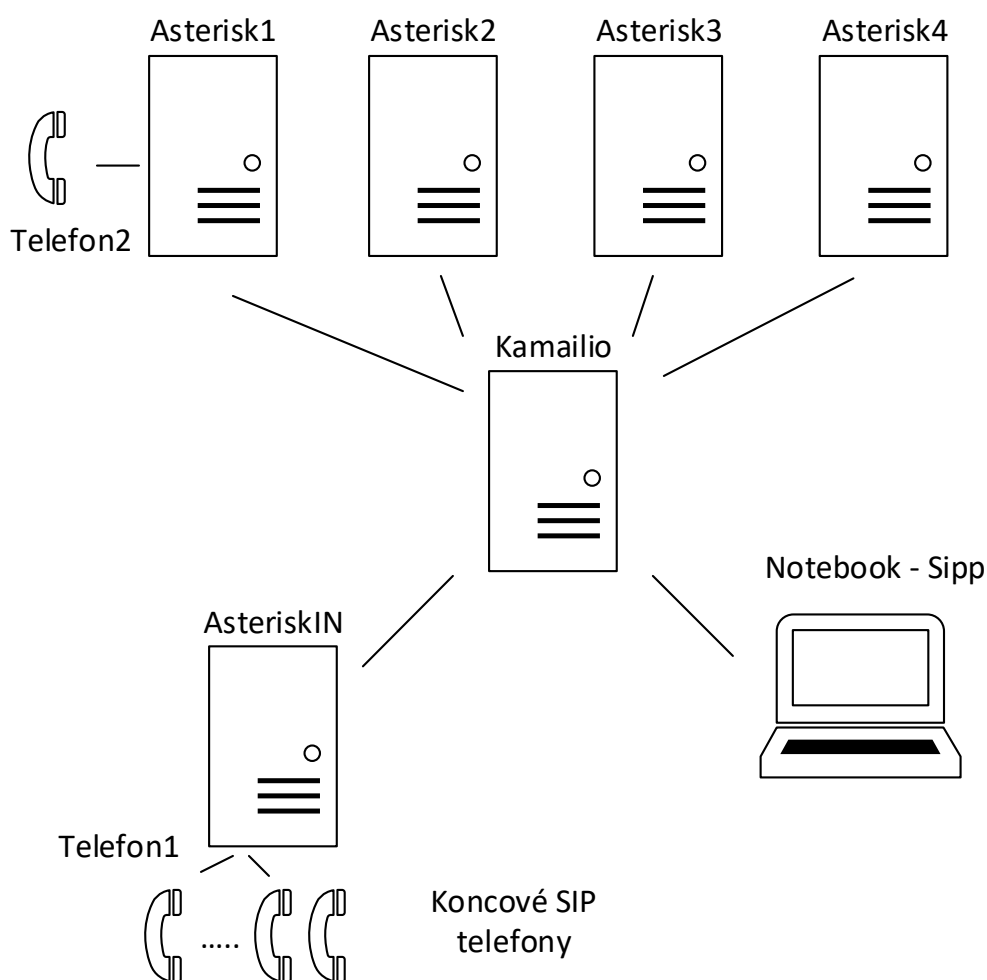 Asterisk1
Asterisk2
Asterisk3
Asterisk4
Telefon2
Kamailio
Notebook - Sipp
AsteriskIN
Telefon1
.....
Koncové SIP
telefony